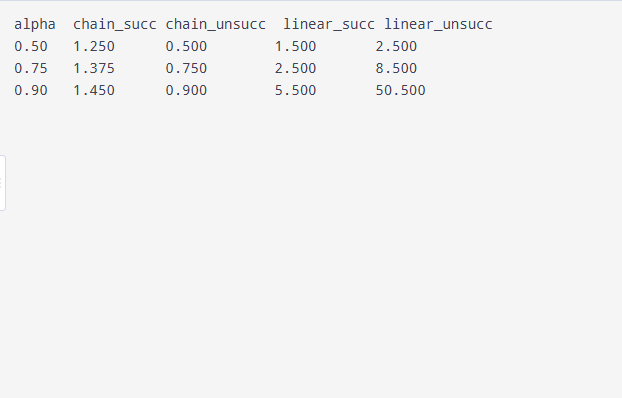 alpha  chain_succ chain_unsucc  linear_succ linear_unsucc
0.50   1.250      0.500        1.500       2.500
0.75   1.375      0.750        2.500       8.500
0.90   1.450      0.900        5.500       50.500